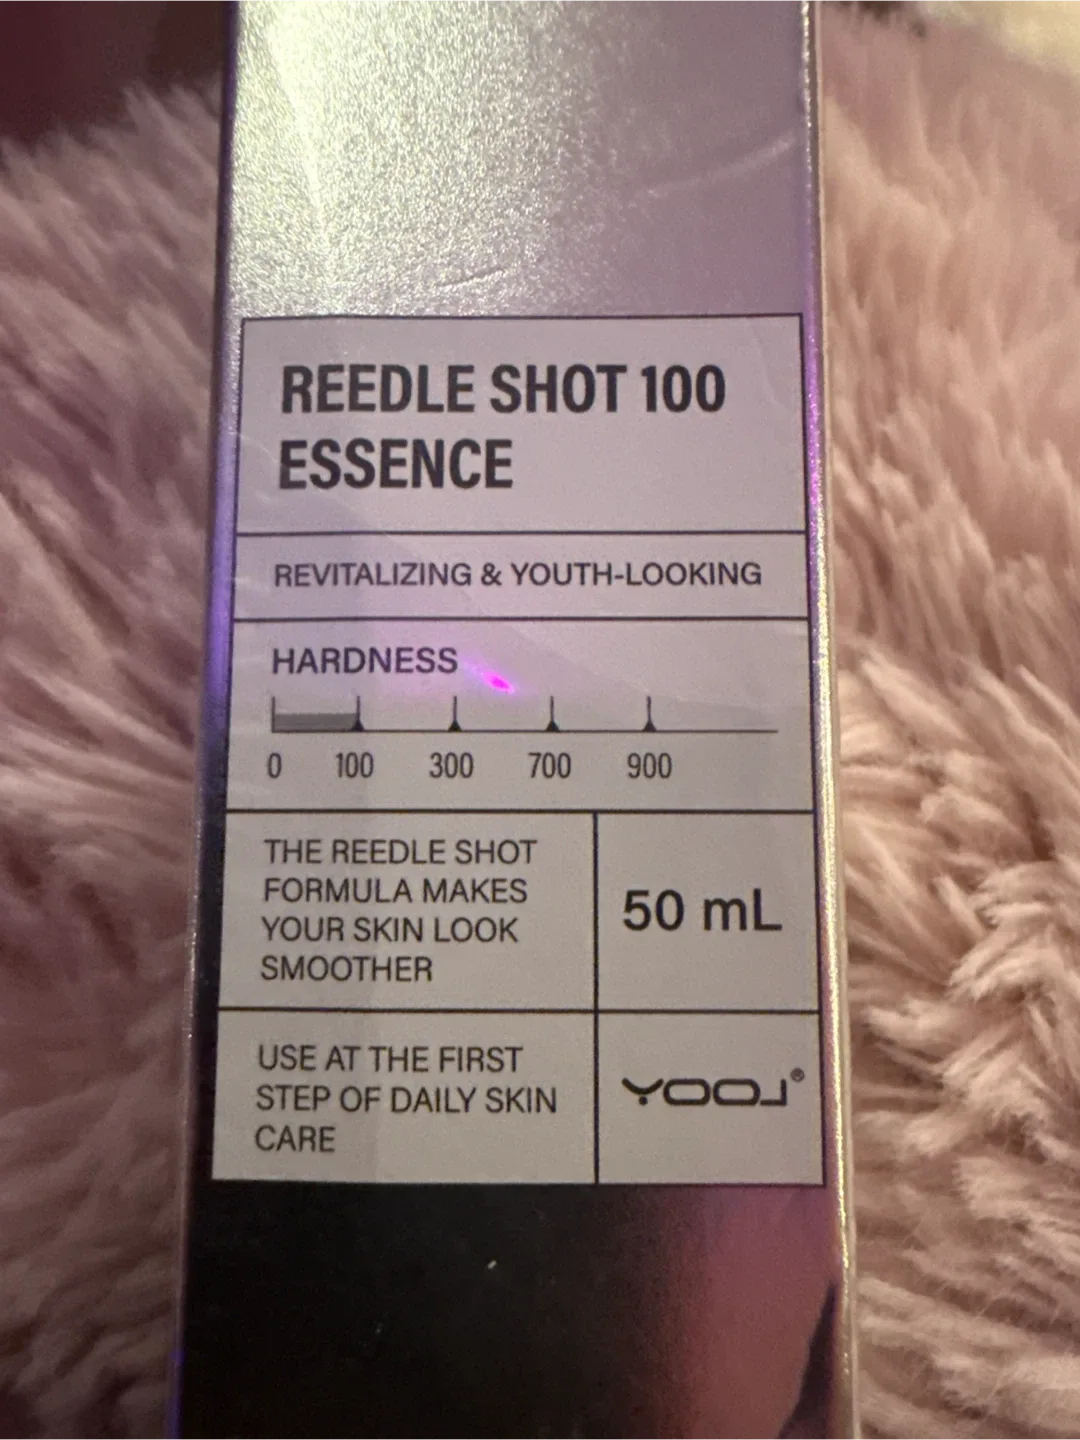 REEDLE SHOT 100
ESSENCE
REVITALIZING & YOUTH-LOOKING
HARDNESS
0 100 300 700 900
THE REEDLE SHOT
FORMULA MAKES
YOUR SKIN LOOK
SMOOTHER
50 mL
USE AT THE FIRST
STEP OF DAILY SKIN
CARE
YOOJ®